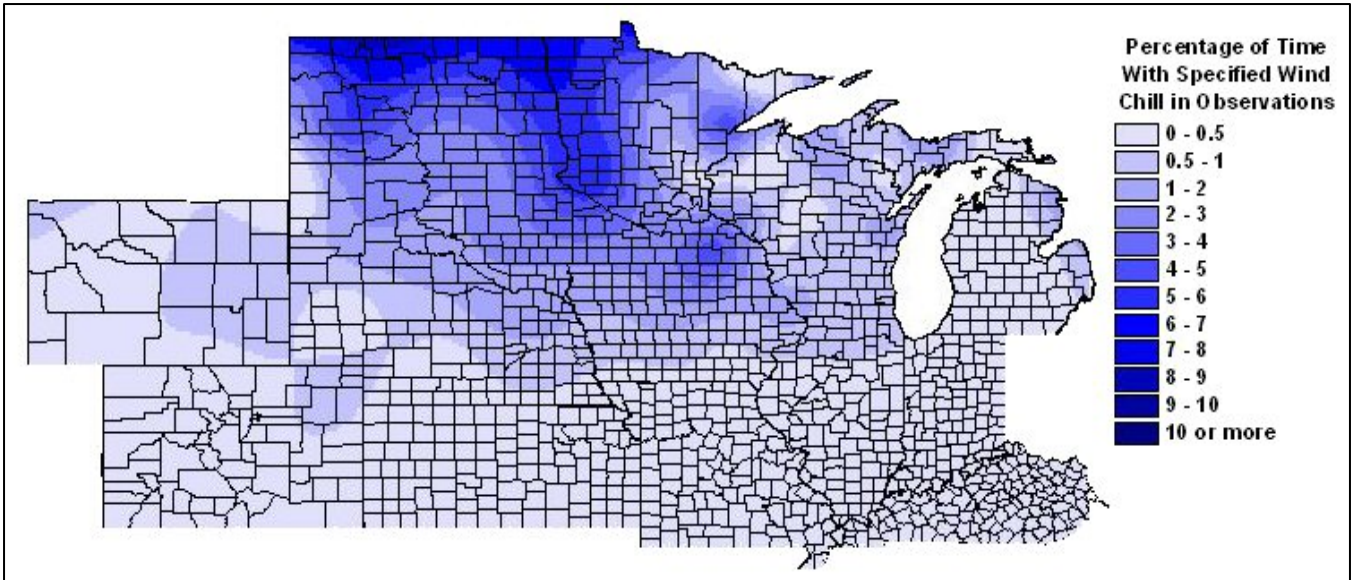 Percentage of Time
With Specified Wind
Chill in Observations
0 - 0.5
0.5 - 1
1 - 2
2 - 3
3 - 4
4 - 5
5 - 6
6 - 7
7 - 8
8 - 9
9 - 10
10 or more